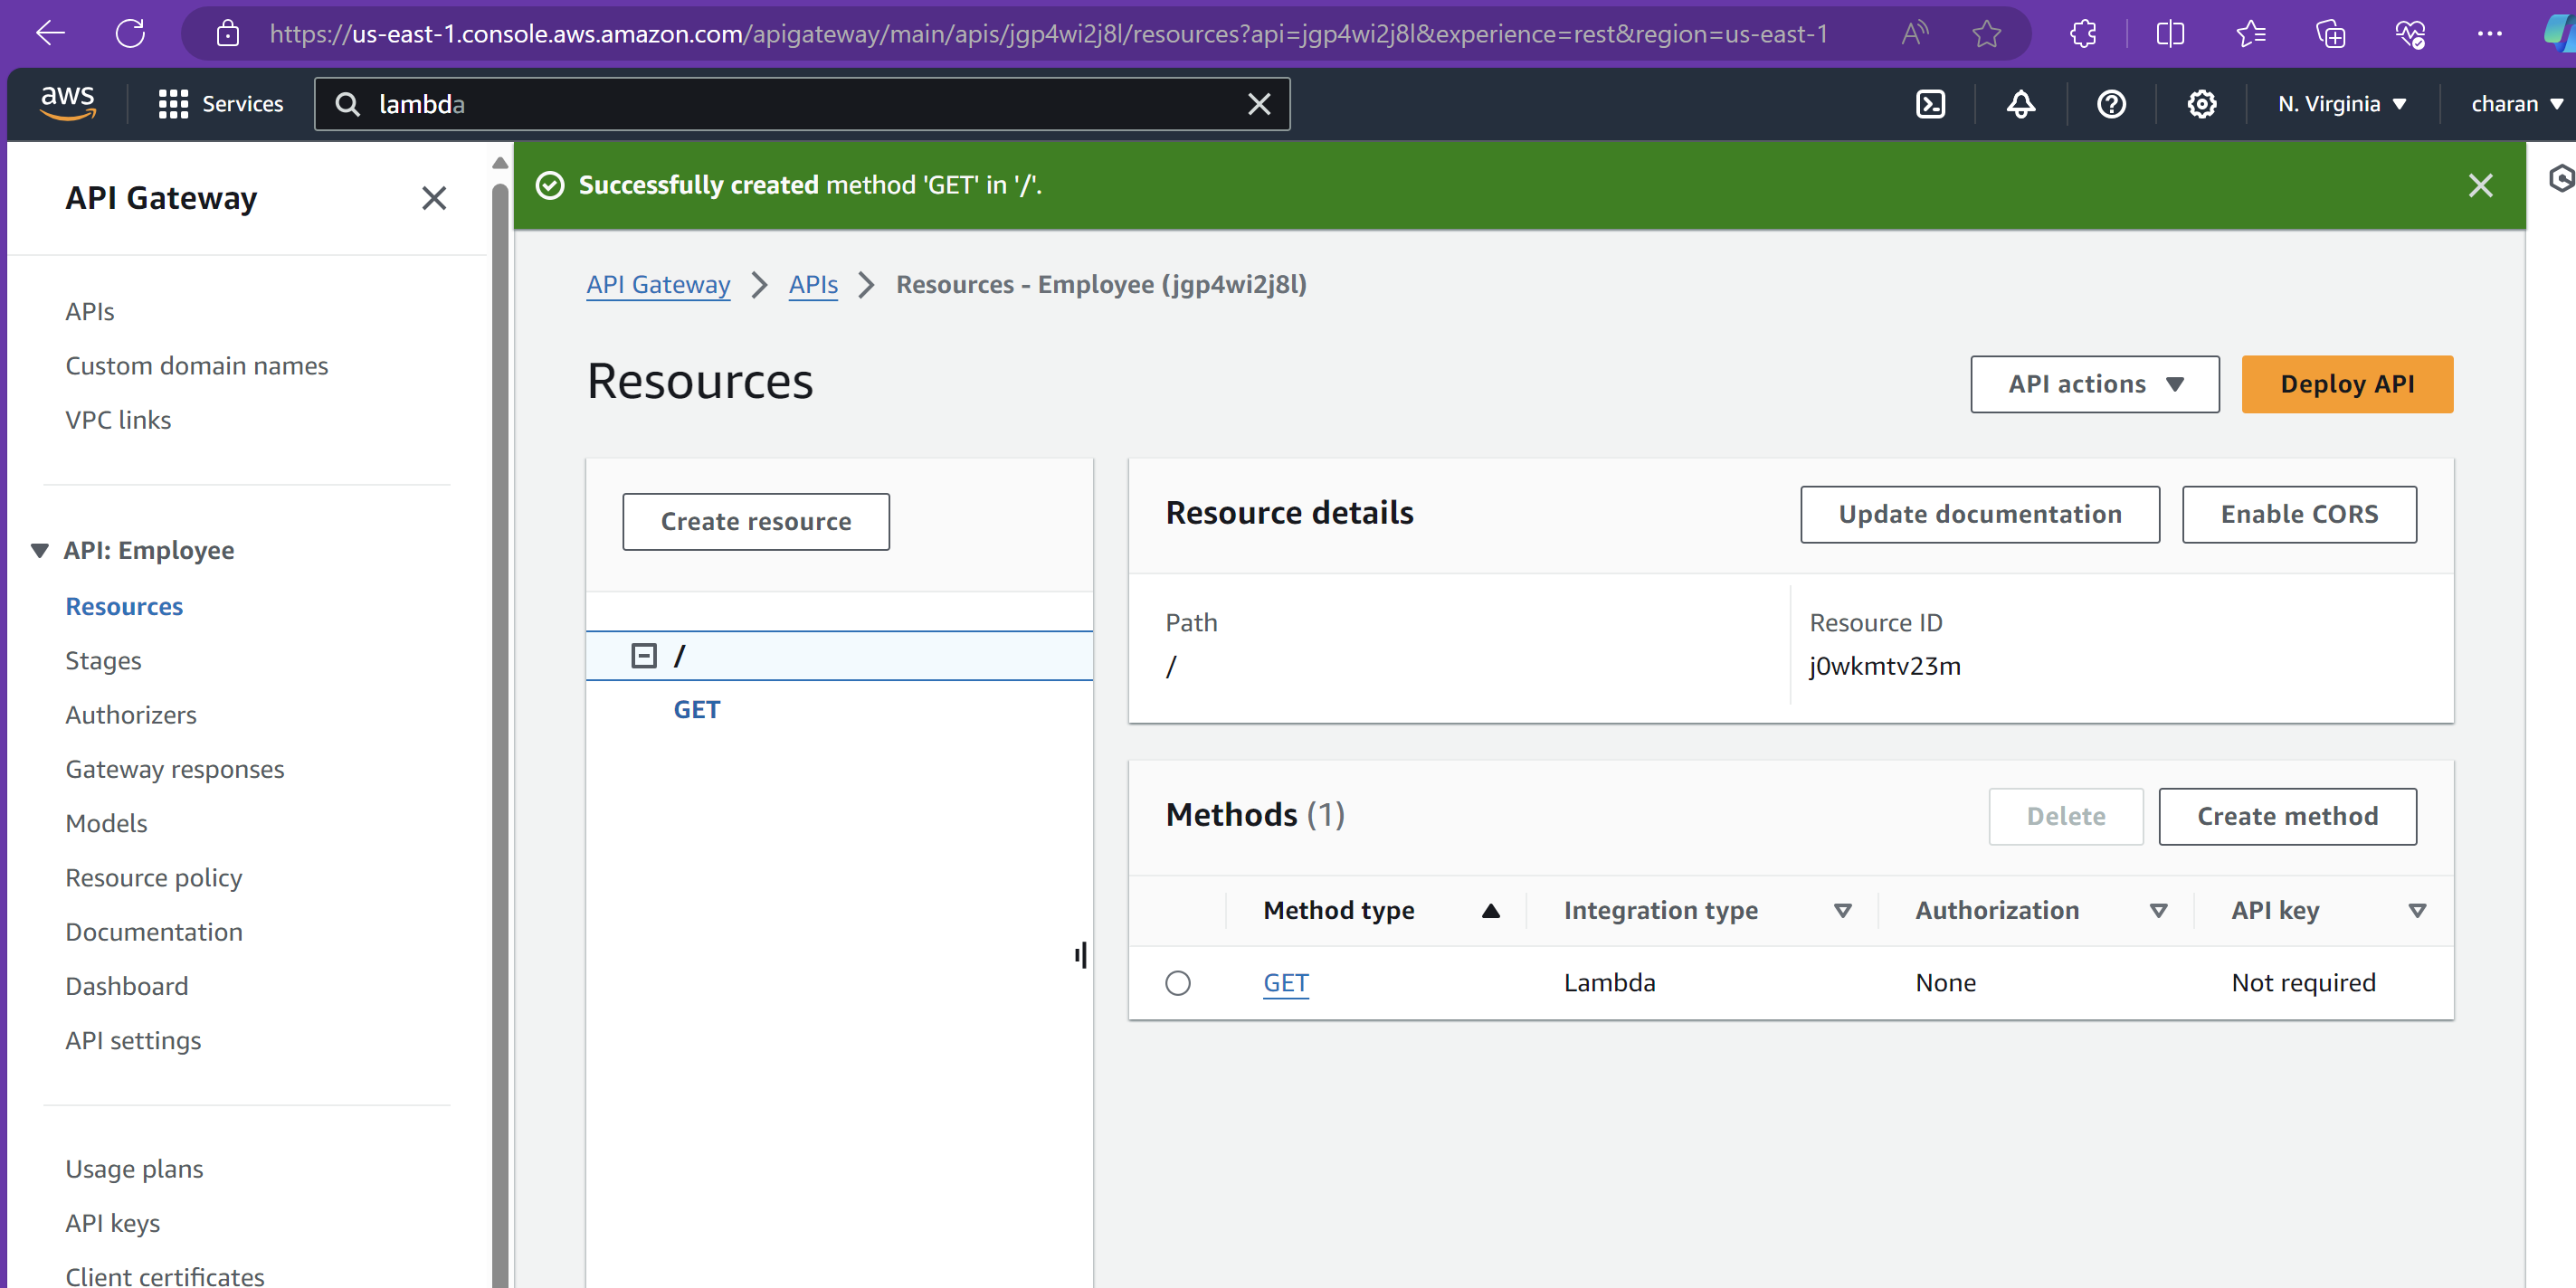 https://us-east-1.console.aws.amazon.com/apigateway/main/apis/jgp4wi2j8l/resources?api=jgp4wi2j8l&experience=rest&region=us-east-1
aws
Services
lambda
N. Virginia
charan
API Gateway
Successfully created method 'GET' in '/'.
APIs
Custom domain names
VPC links
API: Employee
Resources
Stages
Authorizers
Gateway responses
Models
Resource policy
Documentation
Dashboard
API settings
Usage plans
API keys
Client certificates
API Gateway > APIs > Resources - Employee (jgp4wi2j8l)
Resources
API actions
Deploy API
Create resource
/
GET
Resource details
Update documentation
Enable CORS
Path
/
Resource ID
j0wkmtv23m
Methods (1)
Delete
Create method
Method type
Integration type
Authorization
API key
GET
Lambda
None
Not required